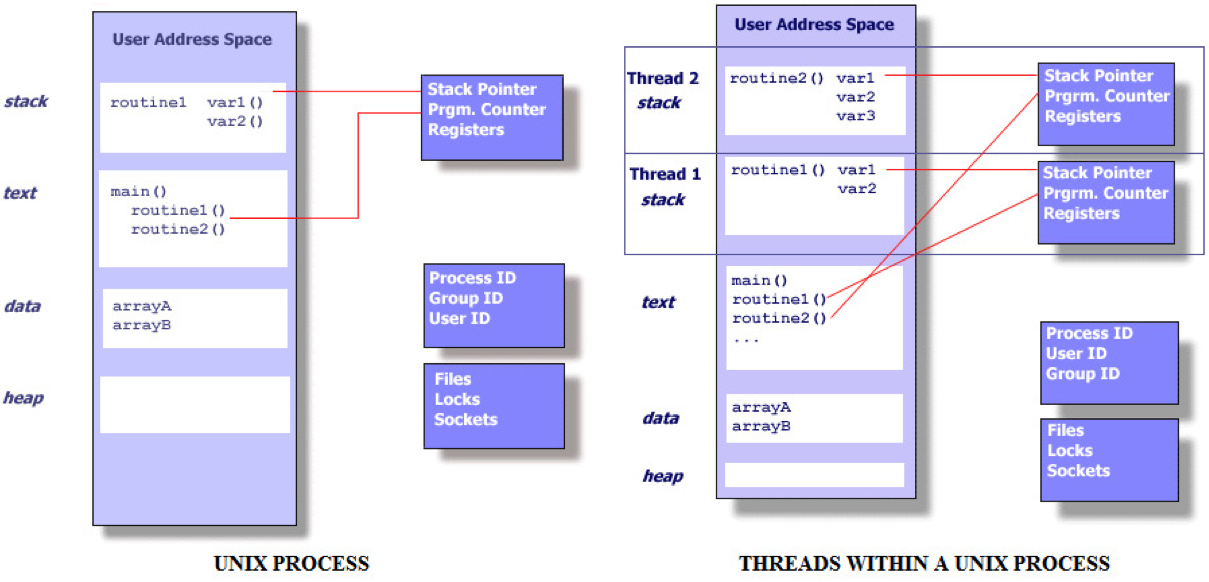 User Address Space
stack
routine1 var1()
var2()
Stack Pointer
Prgm. Counter
Registers
text
main()
routine1()
routine2()
data
arrayA
arrayB
Process ID
Group ID
User ID
heap
Files
Locks
Sockets
UNIX PROCESS
User Address Space
Thread 2
stack
routine2() var1
var2
var3
Stack Pointer
Prgrm. Counter
Registers
Thread 1
stack
routine1() var1
var2
Stack Pointer
Prgrm. Counter
Registers
text
main()
routine1()
routine2()
...
Process ID
User ID
Group ID
data
arrayA
arrayB
Files
Locks
Sockets
heap
THREADS WITHIN A UNIX PROCESS